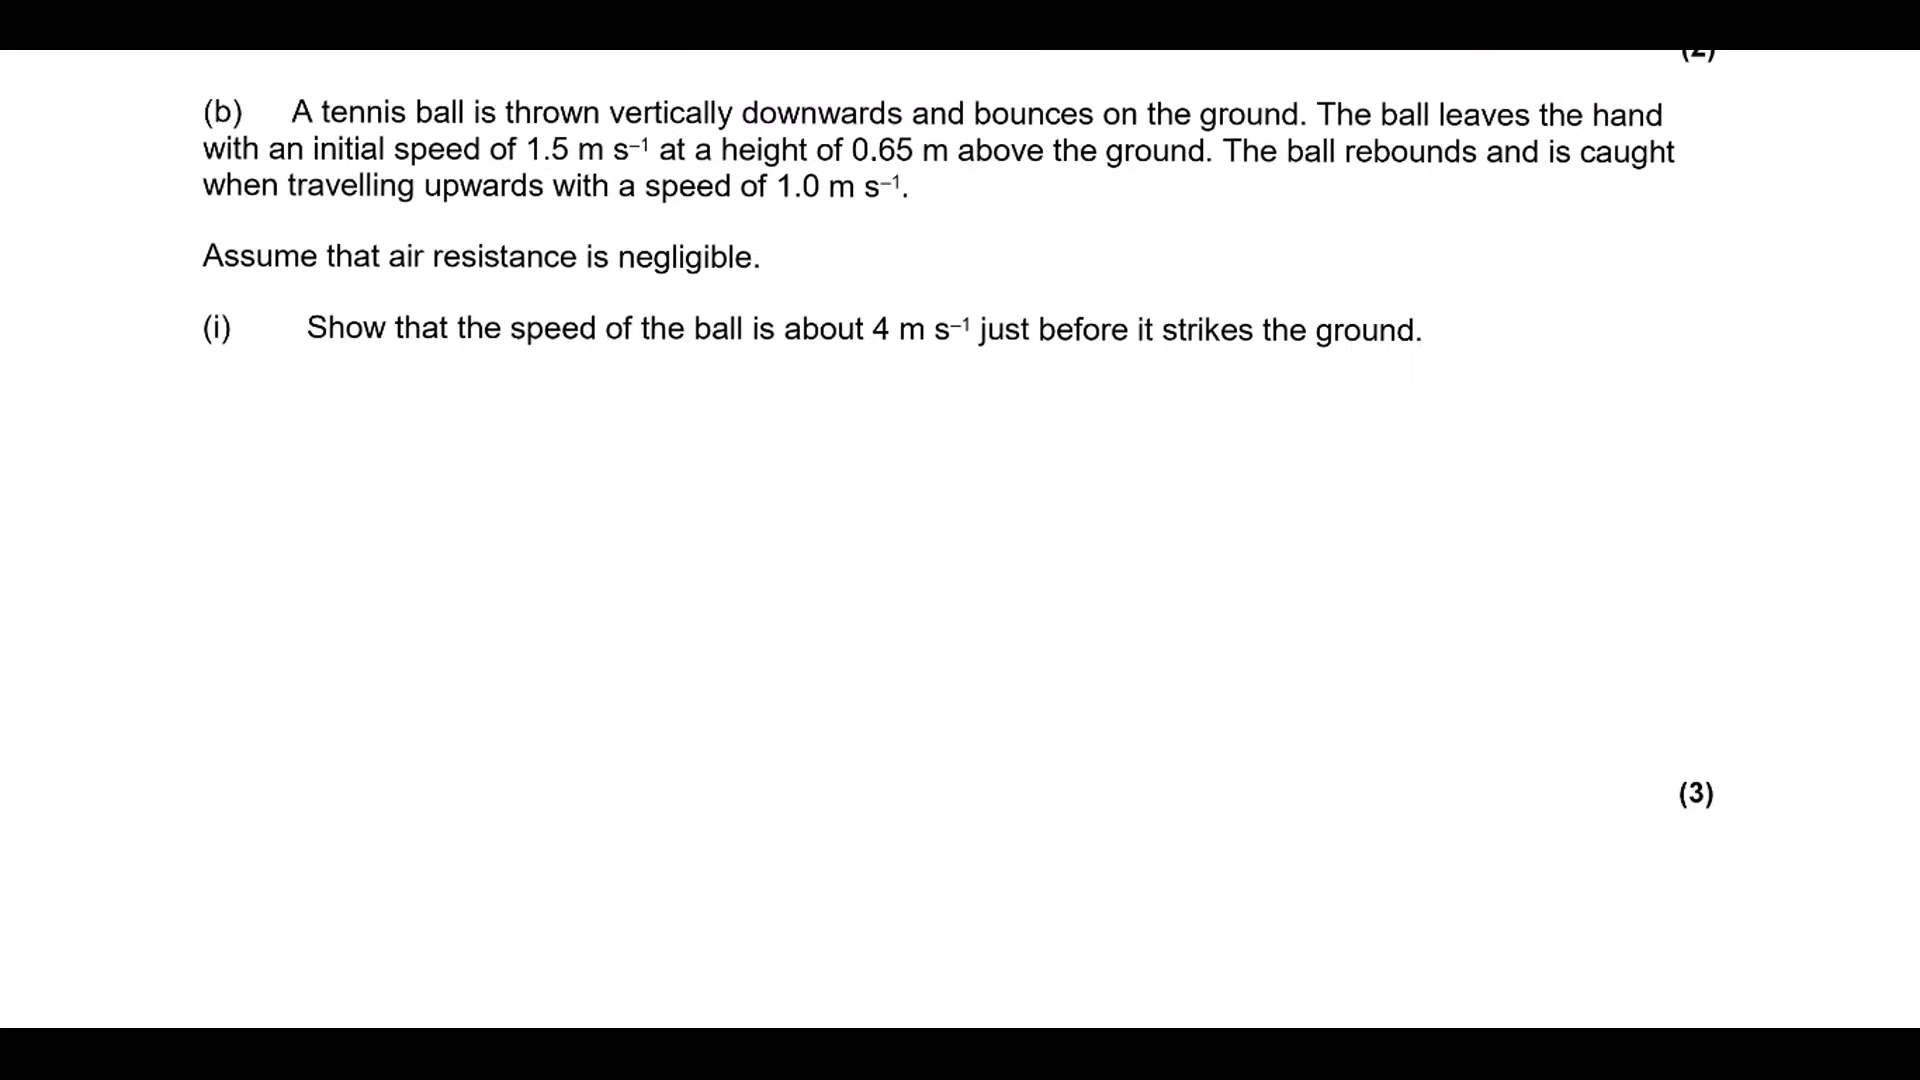 (2)
(b) A tennis ball is thrown vertically downwards and bounces on the ground. The ball leaves the hand
with an initial speed of 1.5 m s⁻¹ at a height of 0.65 m above the ground. The ball rebounds and is caught
when travelling upwards with a speed of 1.0 m s⁻¹.
Assume that air resistance is negligible.
(i) Show that the speed of the ball is about 4 m s⁻¹ just before it strikes the ground.
(3)